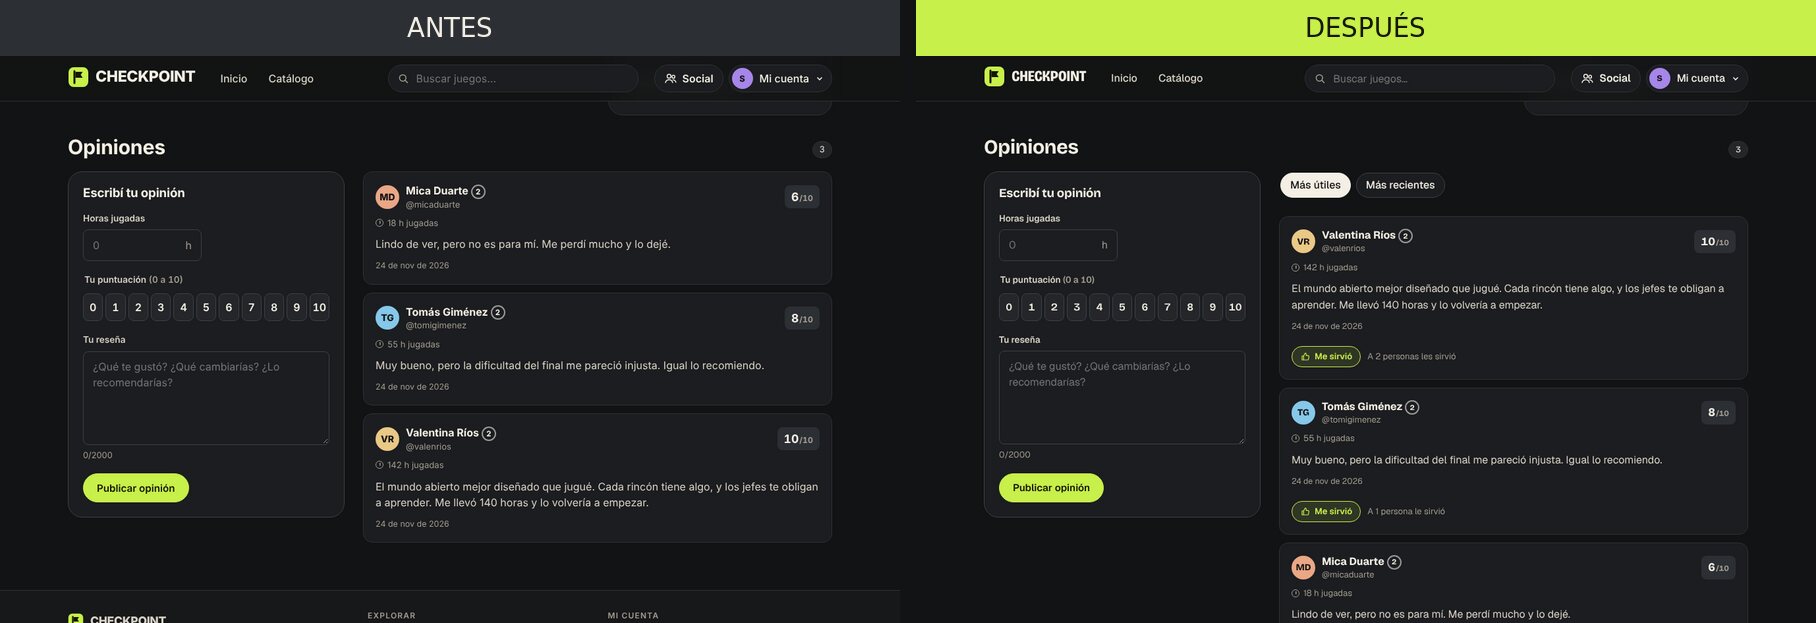 ANTES
CHECKPOINT
Inicio
Catálogo
Buscar juegos...
Social
S
Mi cuenta
Opiniones
3
Escribí tu opinión
Horas jugadas
0
h
Tu puntuación (0 a 10)
0 1 2 3 4 5 6 7 8 9 10
Tu reseña
¿Qué te gustó? ¿Qué cambiarías? ¿Lo
recomendarías?
0/2000
Publicar opinión
MD
Mica Duarte 2
@micaduarte
6/10
18 h jugadas
Lindo de ver, pero no es para mí. Me perdí mucho y lo dejé.
24 de nov de 2026
TG
Tomás Giménez 2
@tomigimenez
8/10
55 h jugadas
Muy bueno, pero la dificultad del final me pareció injusta. Igual lo recomiendo.
24 de nov de 2026
VR
Valentina Ríos 2
@valenrios
10/10
142 h jugadas
El mundo abierto mejor diseñado que jugué. Cada rincón tiene algo, y los jefes te obligan
a aprender. Me llevó 140 horas y lo volvería a empezar.
24 de nov de 2026
CHECKPOINT
EXPLORAR
MI CUENTA
DESPUÉS
CHECKPOINT
Inicio
Catálogo
Buscar juegos...
Social
S
Mi cuenta
Opiniones
3
Escribí tu opinión
Horas jugadas
0
h
Tu puntuación (0 a 10)
0 1 2 3 4 5 6 7 8 9 10
Tu reseña
¿Qué te gustó? ¿Qué cambiarías? ¿Lo
recomendarías?
0/2000
Publicar opinión
Más útiles
Más recientes
VR
Valentina Ríos 2
@valenrios
10/10
142 h jugadas
El mundo abierto mejor diseñado que jugué. Cada rincón tiene algo, y los jefes te obligan a
aprender. Me llevó 140 horas y lo volvería a empezar.
24 de nov de 2026
Me sirvió
A 2 personas les sirvió
TG
Tomás Giménez 2
@tomigimenez
8/10
55 h jugadas
Muy bueno, pero la dificultad del final me pareció injusta. Igual lo recomiendo.
24 de nov de 2026
Me sirvió
A 1 persona le sirvió
MD
Mica Duarte 2
@micaduarte
6/10
18 h jugadas
Lindo de ver, pero no es para mí. Me perdí mucho y lo dejé.